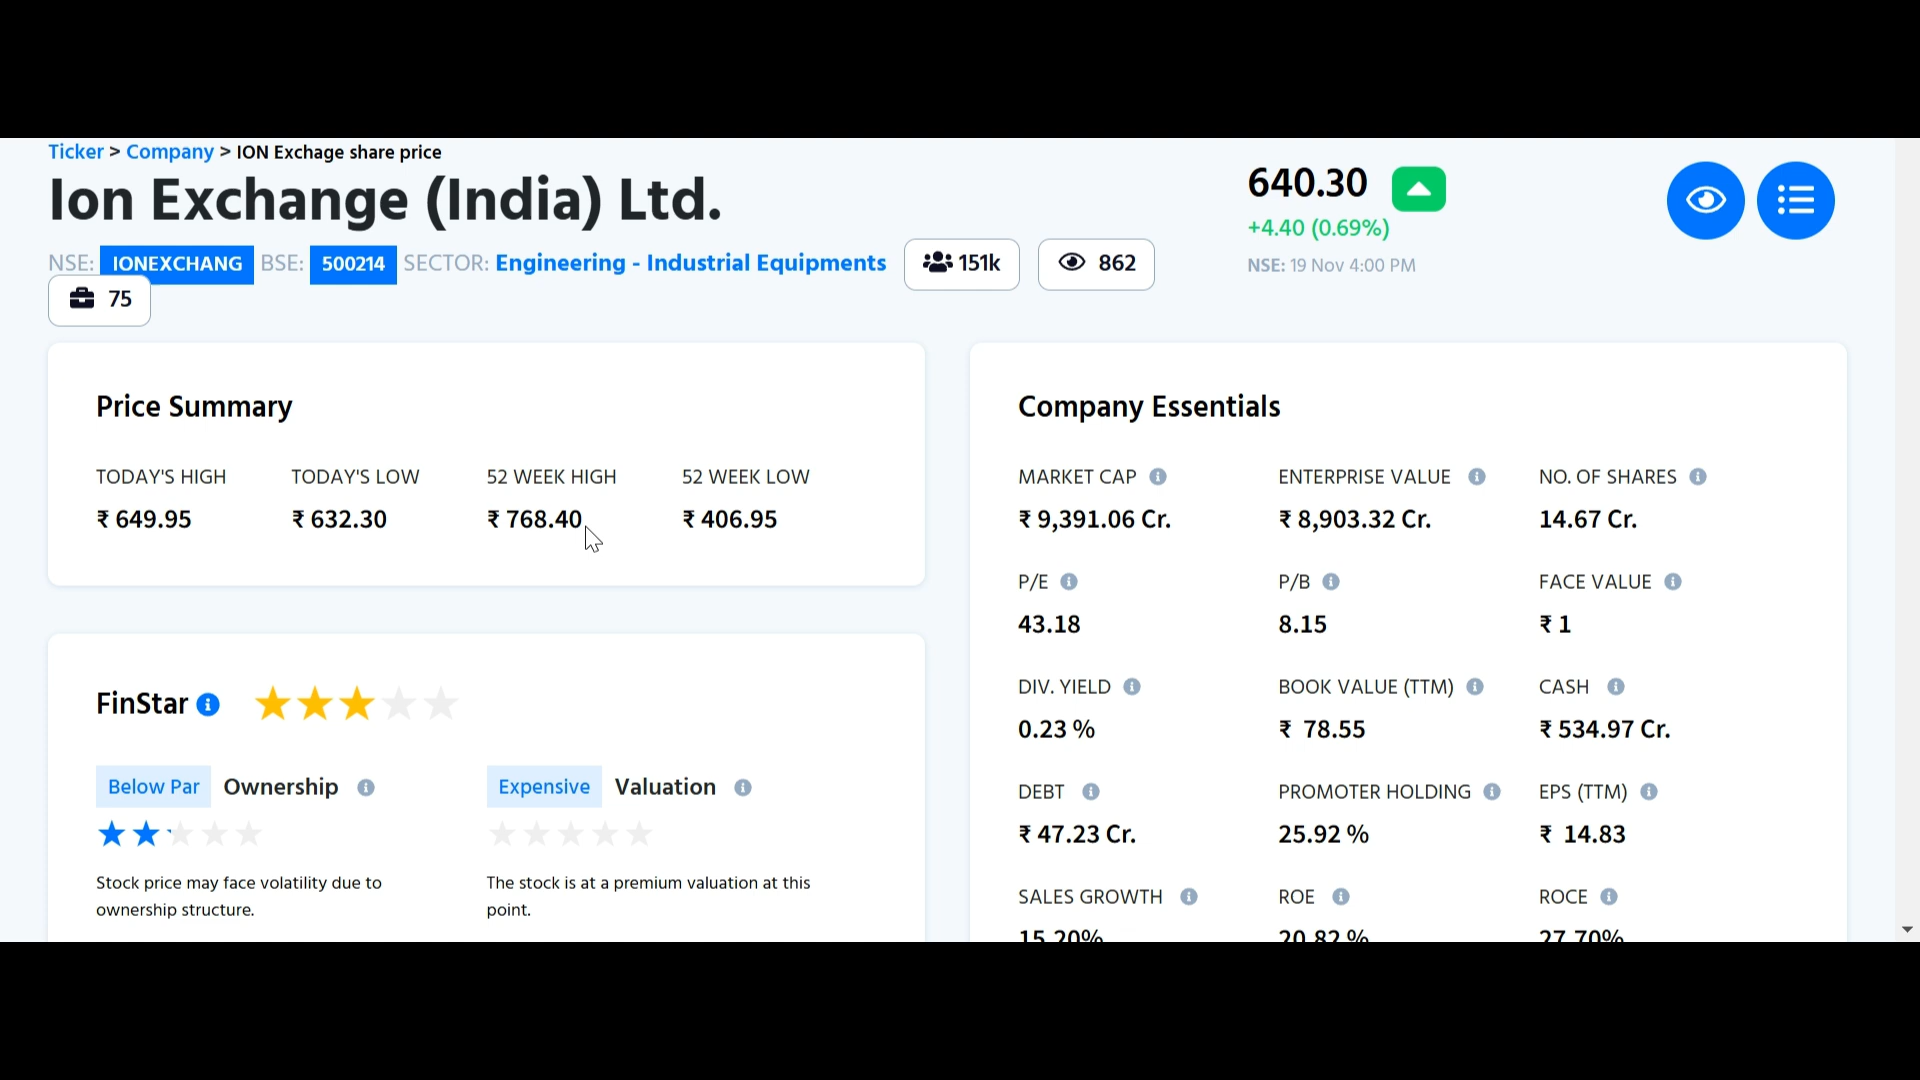 Ticker > Company > ION Exchage share price
Ion Exchange (India) Ltd.
NSE: IONEXCHANG BSE: 500214 SECTOR: Engineering - Industrial Equipments 151k 862
75
640.30
+4.40 (0.69%)
NSE: 19 Nov 4:00 PM
Price Summary
TODAY'S HIGH TODAY'S LOW 52 WEEK HIGH 52 WEEK LOW
₹ 649.95 ₹ 632.30 ₹ 768.40 ₹ 406.95
FinStar
Below Par Ownership Expensive Valuation
Stock price may face volatility due to
ownership structure.
The stock is at a premium valuation at this
point.
Company Essentials
MARKET CAP ENTERPRISE VALUE NO. OF SHARES
₹ 9,391.06 Cr. ₹ 8,903.32 Cr. 14.67 Cr.
P/E P/B FACE VALUE
43.18 8.15 ₹ 1
DIV. YIELD BOOK VALUE (TTM) CASH
0.23 % ₹ 78.55 ₹ 534.97 Cr.
DEBT PROMOTER HOLDING EPS (TTM)
₹ 47.23 Cr. 25.92 % ₹ 14.83
SALES GROWTH ROE ROCE
15.20% 20.82 % 27.70%